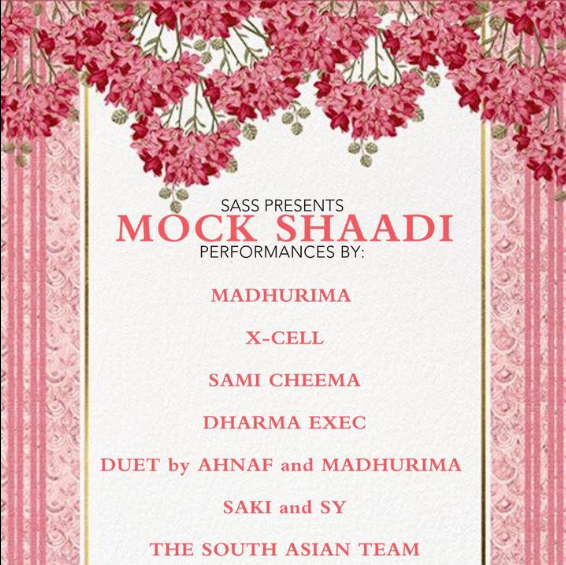 SASS PRESENTS
MOCK SHAADI
PERFORMANCES BY:
MADHURIMA
X-CELL
SAMI CHEEMA
DHARMA EXEC
DUET by AHNAF and MADHURIMA
SAKI and SY
THE SOUTH ASIAN TEAM